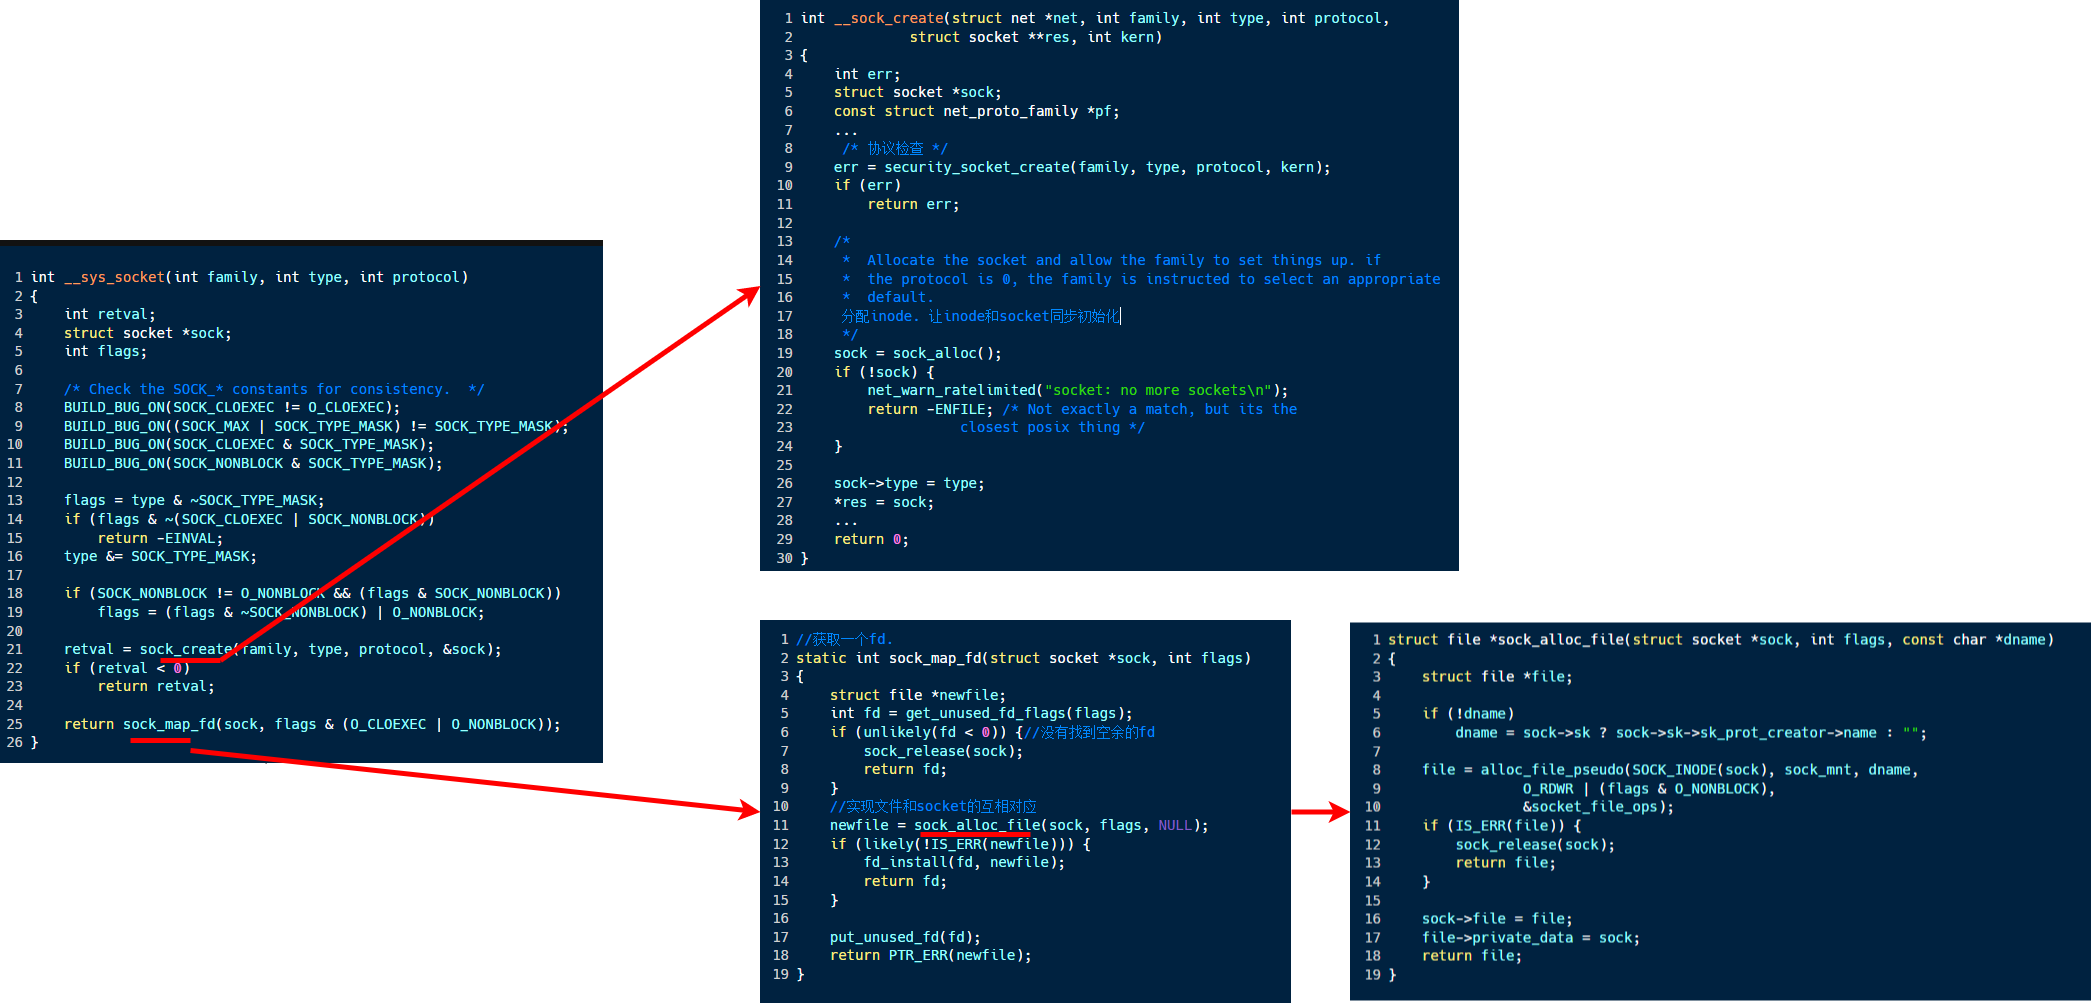 1 int __sys_socket(int family, int type, int protocol)
2 {
3 int retval;
4 struct socket *sock;
5 int flags;
6
7 /* Check the SOCK_* constants for consistency.  */
8 BUILD_BUG_ON(SOCK_CLOEXEC != O_CLOEXEC);
9 BUILD_BUG_ON((SOCK_MAX | SOCK_TYPE_MASK) != SOCK_TYPE_MASK);
10 BUILD_BUG_ON(SOCK_CLOEXEC & SOCK_TYPE_MASK);
11 BUILD_BUG_ON(SOCK_NONBLOCK & SOCK_TYPE_MASK);
12
13 flags = type & ~SOCK_TYPE_MASK;
14 if (flags & ~(SOCK_CLOEXEC | SOCK_NONBLOCK))
15 return -EINVAL;
16 type &= SOCK_TYPE_MASK;
17
18 if (SOCK_NONBLOCK != O_NONBLOCK && (flags & SOCK_NONBLOCK))
19 flags = (flags & ~SOCK_NONBLOCK) | O_NONBLOCK;
20
21 retval = sock_create(family, type, protocol, &sock);
22 if (retval < 0)
23 return retval;
24
25 return sock_map_fd(sock, flags & (O_CLOEXEC | O_NONBLOCK));
26 }
1 int __sock_create(struct net *net, int family, int type, int protocol,
2 struct socket **res, int kern)
3 {
4 int err;
5 struct socket *sock;
6 const struct net_proto_family *pf;
7 ...
8 /* 协议检查 */
9 err = security_socket_create(family, type, protocol, kern);
10 if (err)
11 return err;
12
13 /*
14 *  Allocate the socket and allow the family to set things up. if
15 *  the protocol is 0, the family is instructed to select an appropriate
16 *  default.
17 分配inode. 让inode和socket同步初始化
18 */
19 sock = sock_alloc();
20 if (!sock) {
21 net_warn_ratelimited("socket: no more sockets\n");
22 return -ENFILE; /* Not exactly a match, but its the
23 closest posix thing */
24 }
25
26 sock->type = type;
27 *res = sock;
28 ...
29 return 0;
30 }
1 //获取一个fd.
2 static int sock_map_fd(struct socket *sock, int flags)
3 {
4 struct file *newfile;
5 int fd = get_unused_fd_flags(flags);
6 if (unlikely(fd < 0)) {//没有找到空余的fd
7 sock_release(sock);
8 return fd;
9 }
10 //实现文件和socket的互相对应
11 newfile = sock_alloc_file(sock, flags, NULL);
12 if (likely(!IS_ERR(newfile))) {
13 fd_install(fd, newfile);
14 return fd;
15 }
16
17 put_unused_fd(fd);
18 return PTR_ERR(newfile);
19 }
1 struct file *sock_alloc_file(struct socket *sock, int flags, const char *dname)
2 {
3 struct file *file;
4
5 if (!dname)
6 dname = sock->sk ? sock->sk->sk_prot_creator->name : "";
7
8 file = alloc_file_pseudo(SOCK_INODE(sock), sock_mnt, dname,
9 O_RDWR | (flags & O_NONBLOCK),
10 &socket_file_ops);
11 if (IS_ERR(file)) {
12 sock_release(sock);
13 return file;
14 }
15
16 sock->file = file;
17 file->private_data = sock;
18 return file;
19 }